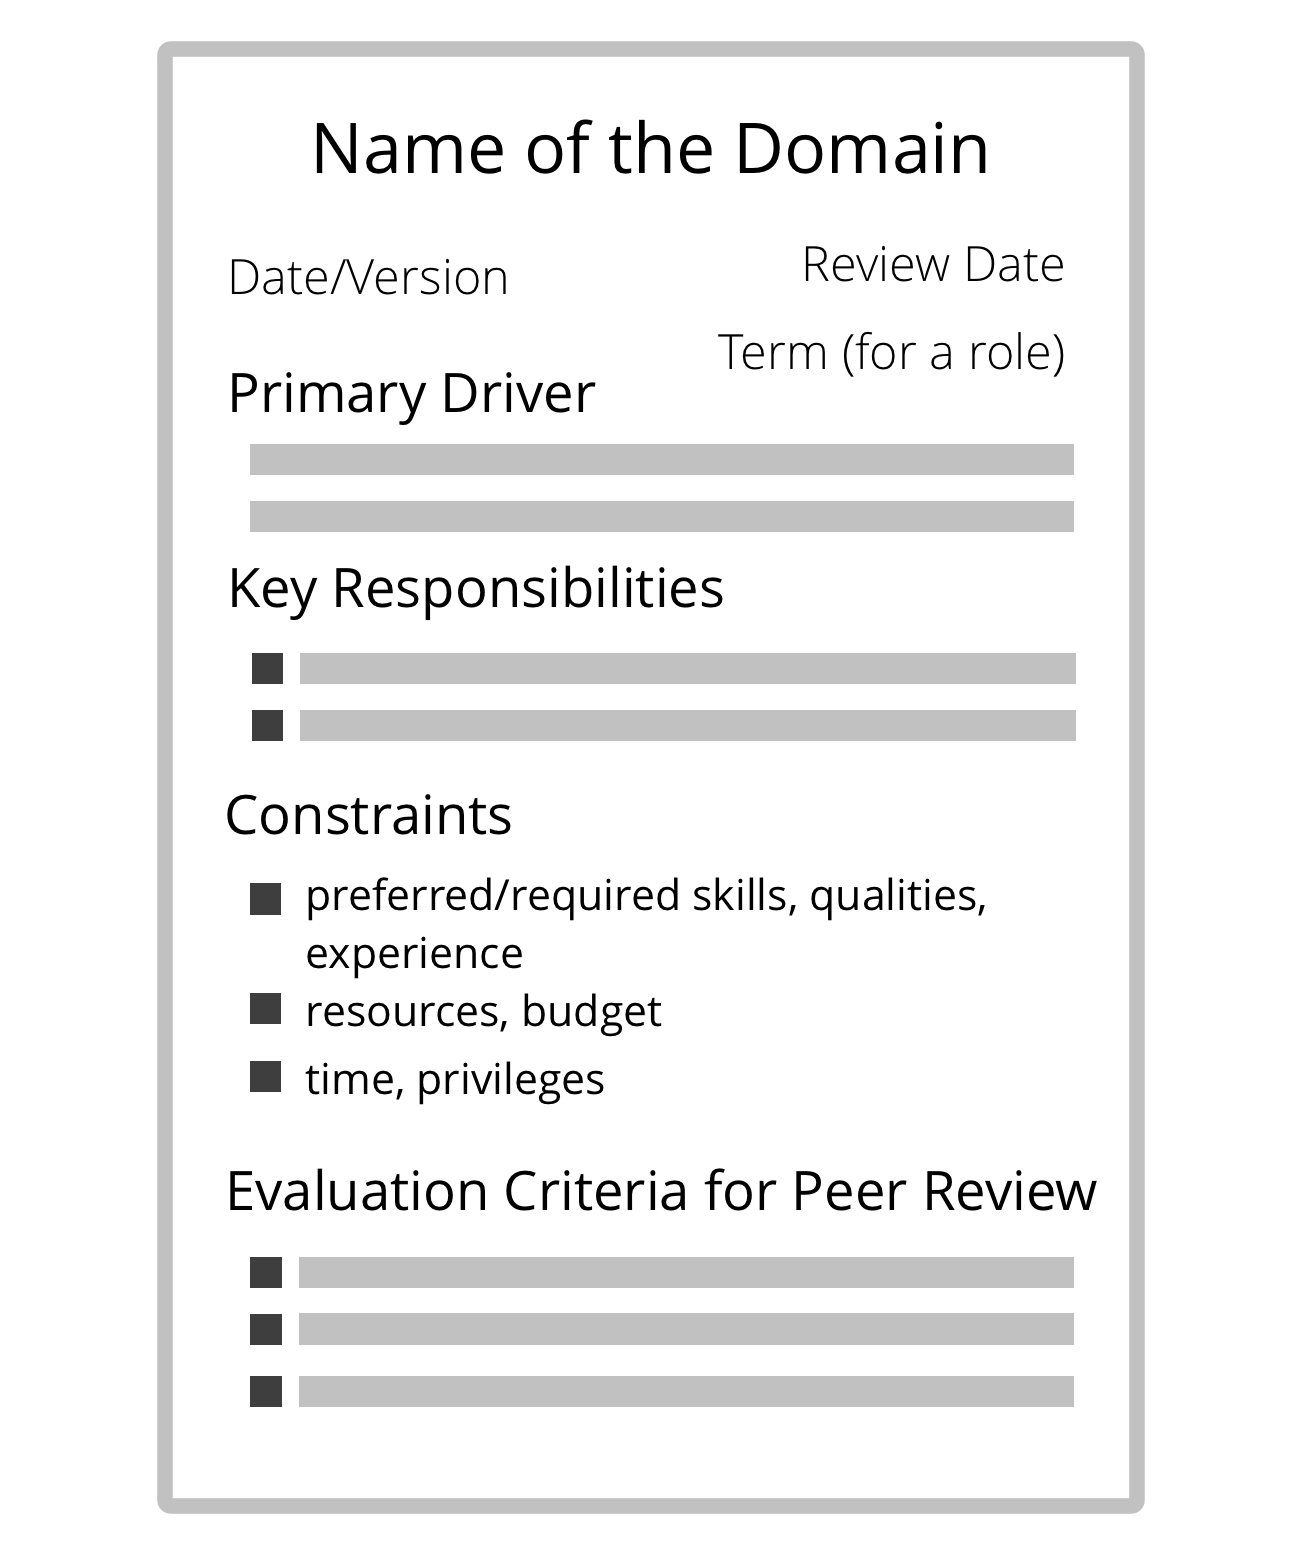 Name of the Domain
Date/Version
Review Date
Term (for a role)
Primary Driver
Key Responsibilities
Constraints
preferred/required skills, qualities,
experience
resources, budget
time, privileges
Evaluation Criteria for Peer Review